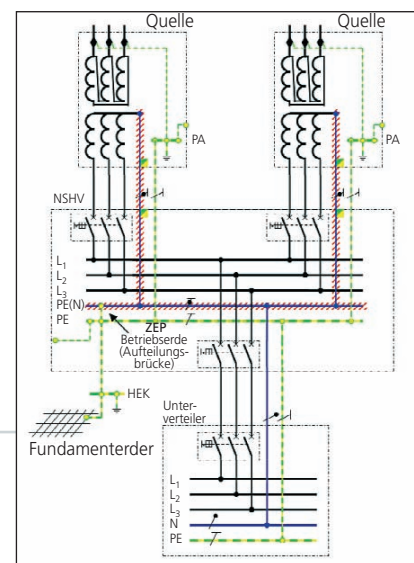 Quelle
Quelle
PA
PA
NSHV
L₁
L₂
L₃
PE(N)
PE
ZEP
Betriebserde
(Aufteilungs-
brücke)
HEK
Fundamenterder
Unter-
verteiler
L₁
L₂
L₃
N
PE